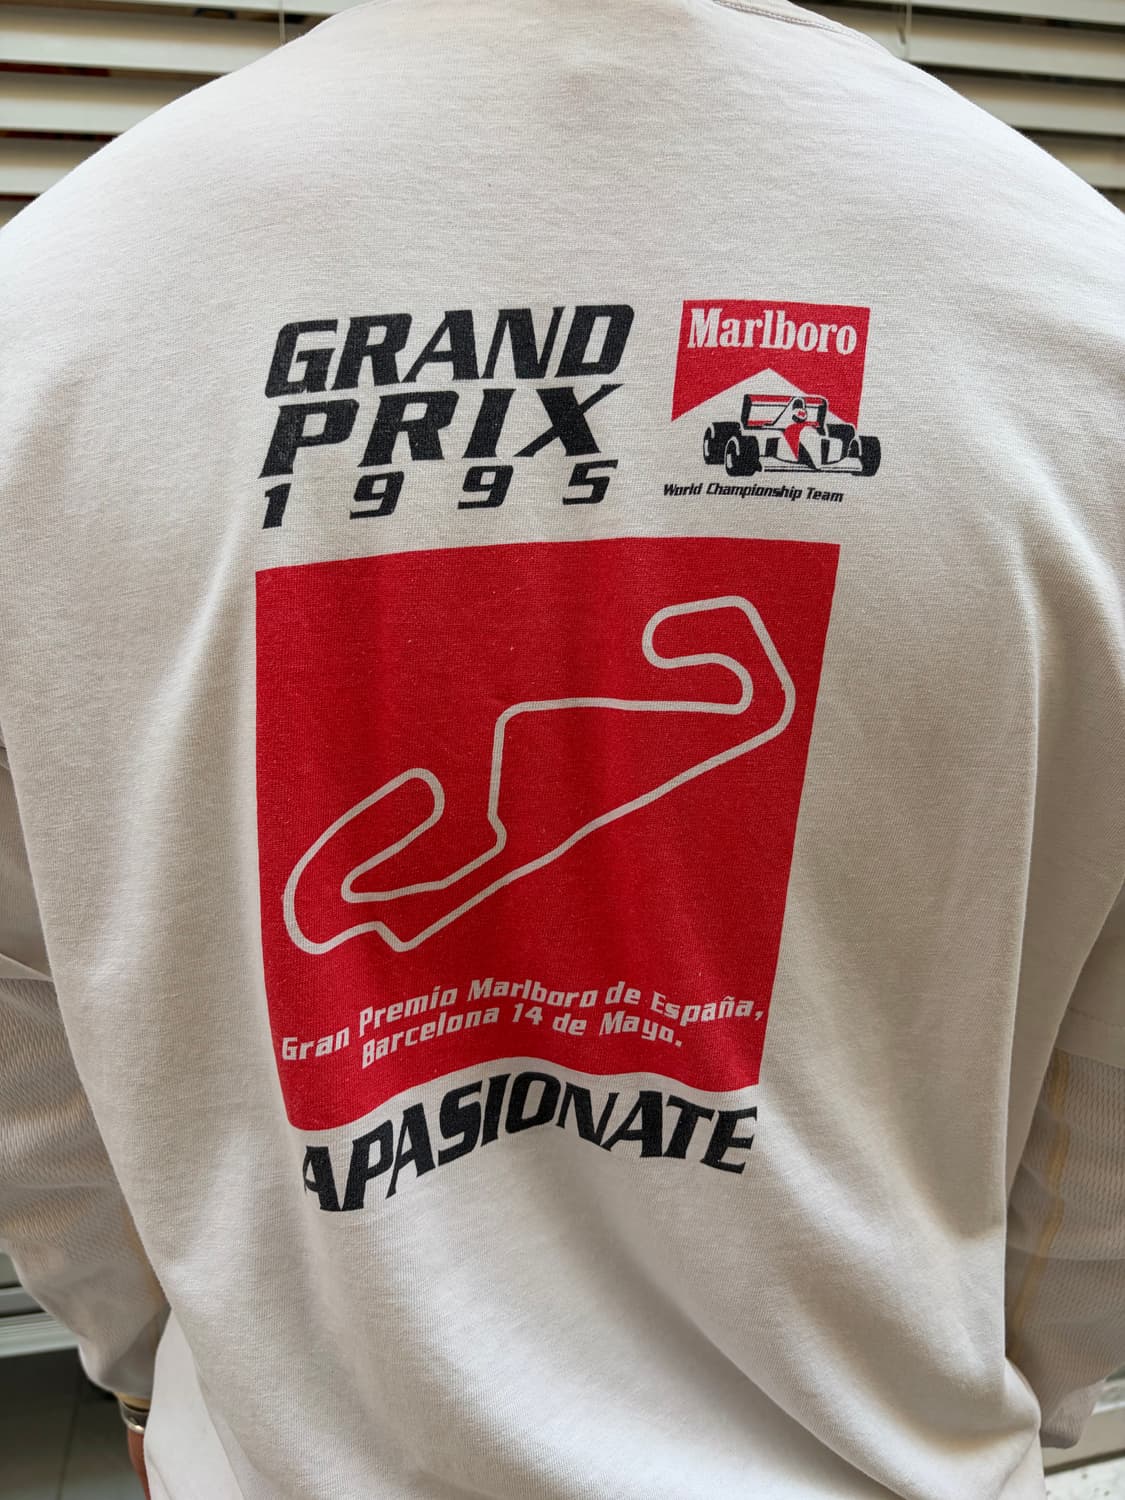 GRAND
PRIX
1995
Marlboro
World Championship Team
Gran Premio Marlboro de España,
Barcelona 14 de Mayo.
APASIONATE